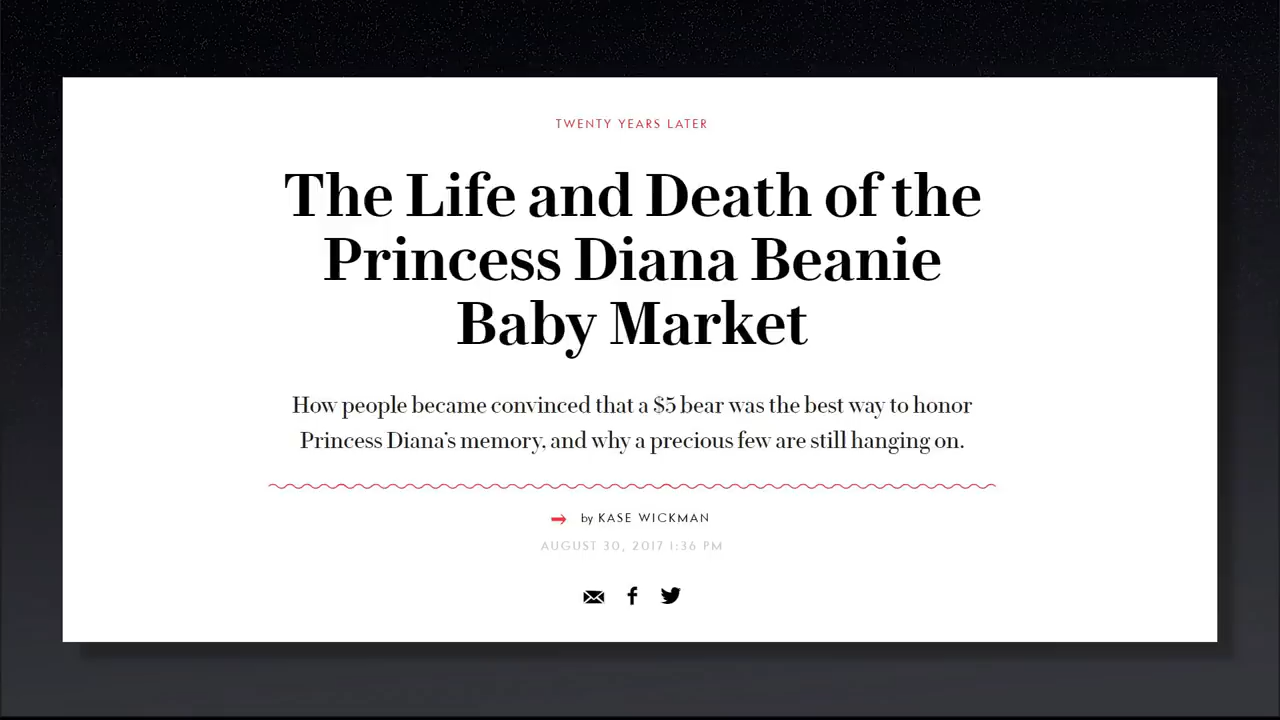 TWENTY YEARS LATER
The Life and Death of the
Princess Diana Beanie
Baby Market
How people became convinced that a $5 bear was the best way to honor
Princess Diana's memory, and why a precious few are still hanging on.
by KASE WICKMAN
AUGUST 30, 2017 1:36 PM